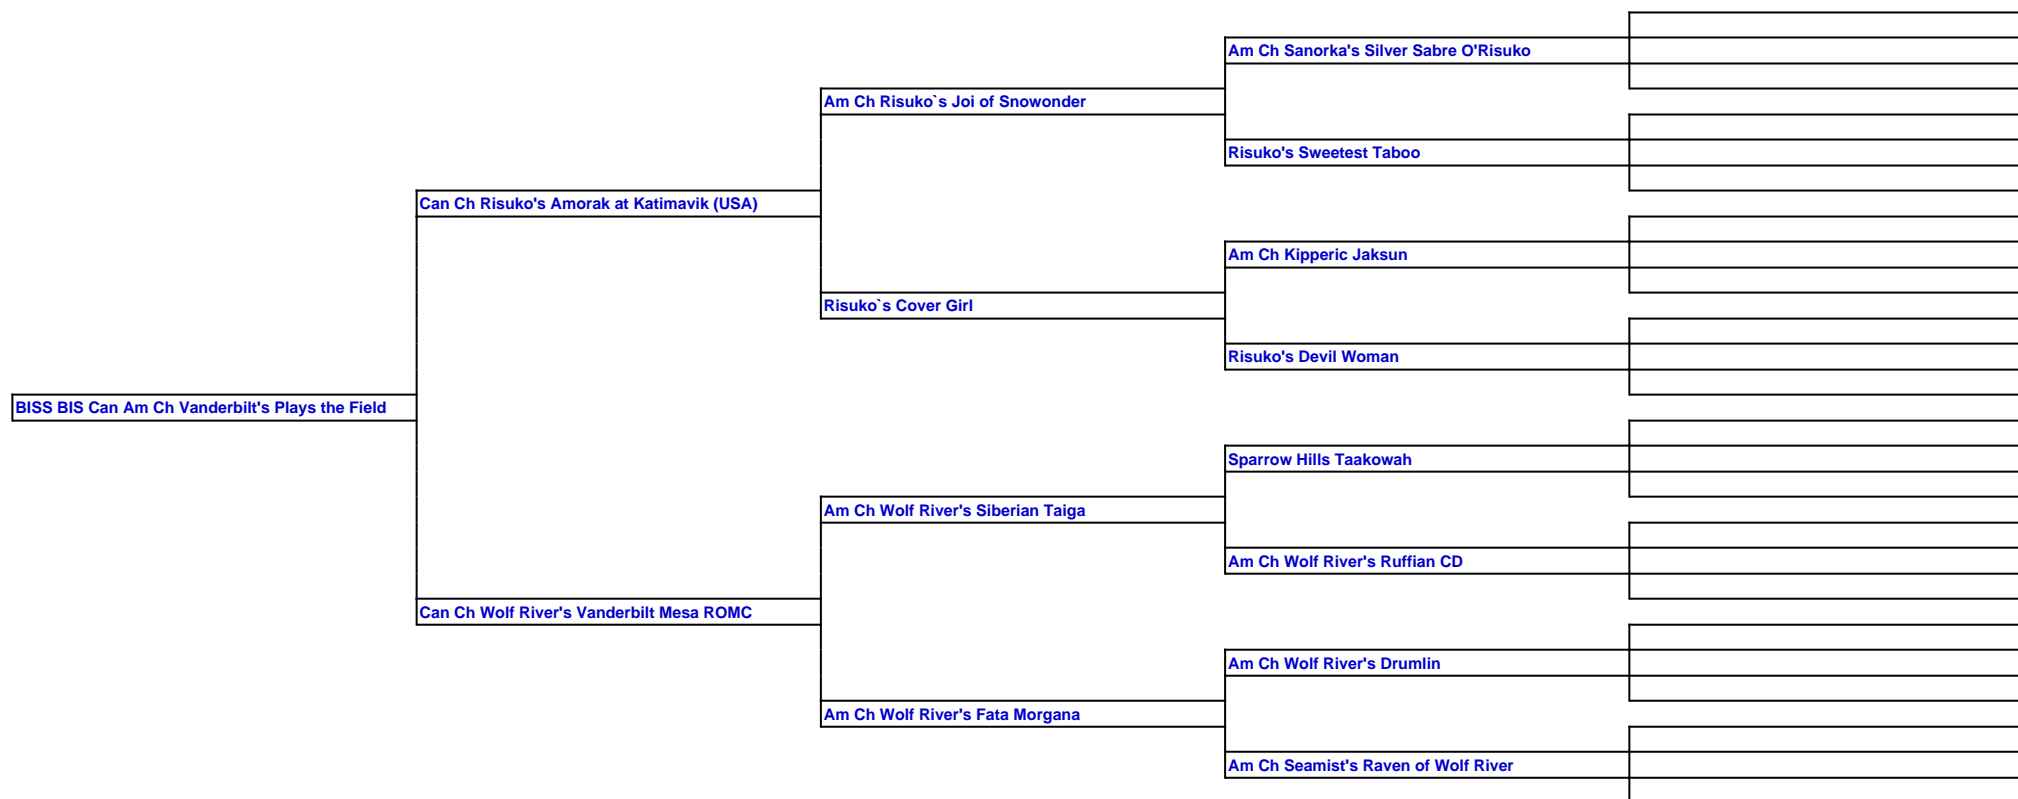 Am Ch Sanorka's Silver Sabre O'Risuko
Am Ch Risuko`s Joi of Snowonder
Risuko's Sweetest Taboo
Can Ch Risuko's Amorak at Katimavik (USA)
Am Ch Kipperic Jaksun
Risuko`s Cover Girl
Risuko's Devil Woman
BISS BIS Can Am Ch Vanderbilt's Plays the Field
Sparrow Hills Taakowah
Am Ch Wolf River's Siberian Taiga
Am Ch Wolf River's Ruffian CD
Can Ch Wolf River's Vanderbilt Mesa ROMC
Am Ch Wolf River's Drumlin
Am Ch Wolf River's Fata Morgana
Am Ch Seamist's Raven of Wolf River